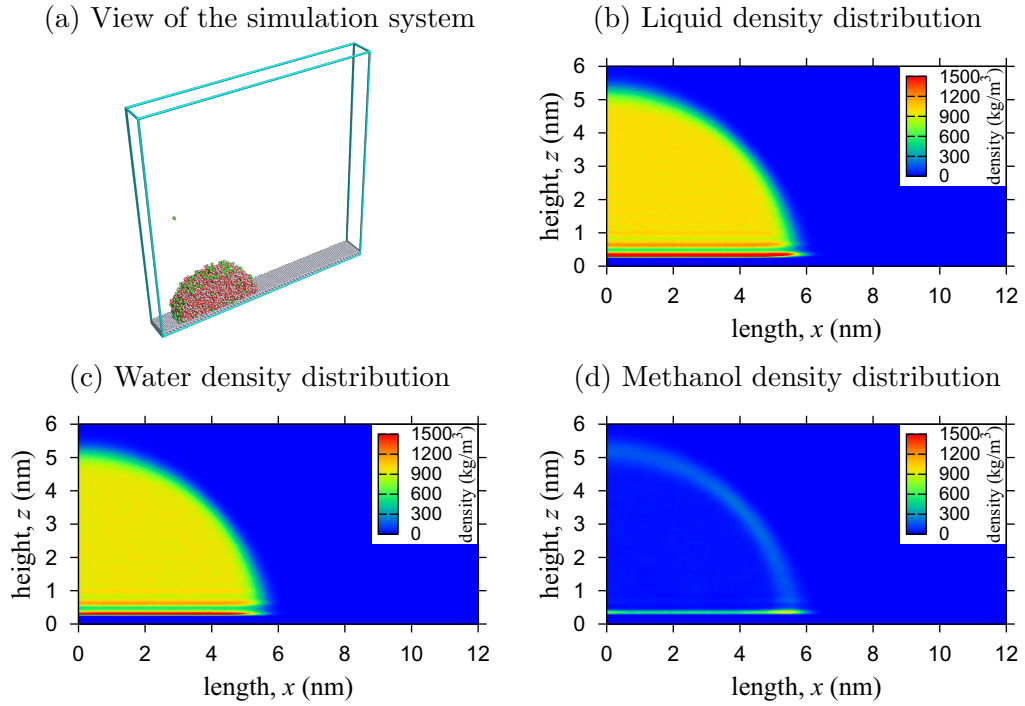 (a) View of the simulation system
(b) Liquid density distribution
6
5
4
3
2
1
0
height, z (nm)
1500
1200
900
600
300
0
density (kg/m³)
0 2 4 6 8 10 12
length, x (nm)
(c) Water density distribution
6
5
4
3
2
1
0
height, z (nm)
1500
1200
900
600
300
0
density (kg/m³)
0 2 4 6 8 10 12
length, x (nm)
(d) Methanol density distribution
6
5
4
3
2
1
0
height, z (nm)
1500
1200
900
600
300
0
density (kg/m³)
0 2 4 6 8 10 12
length, x (nm)